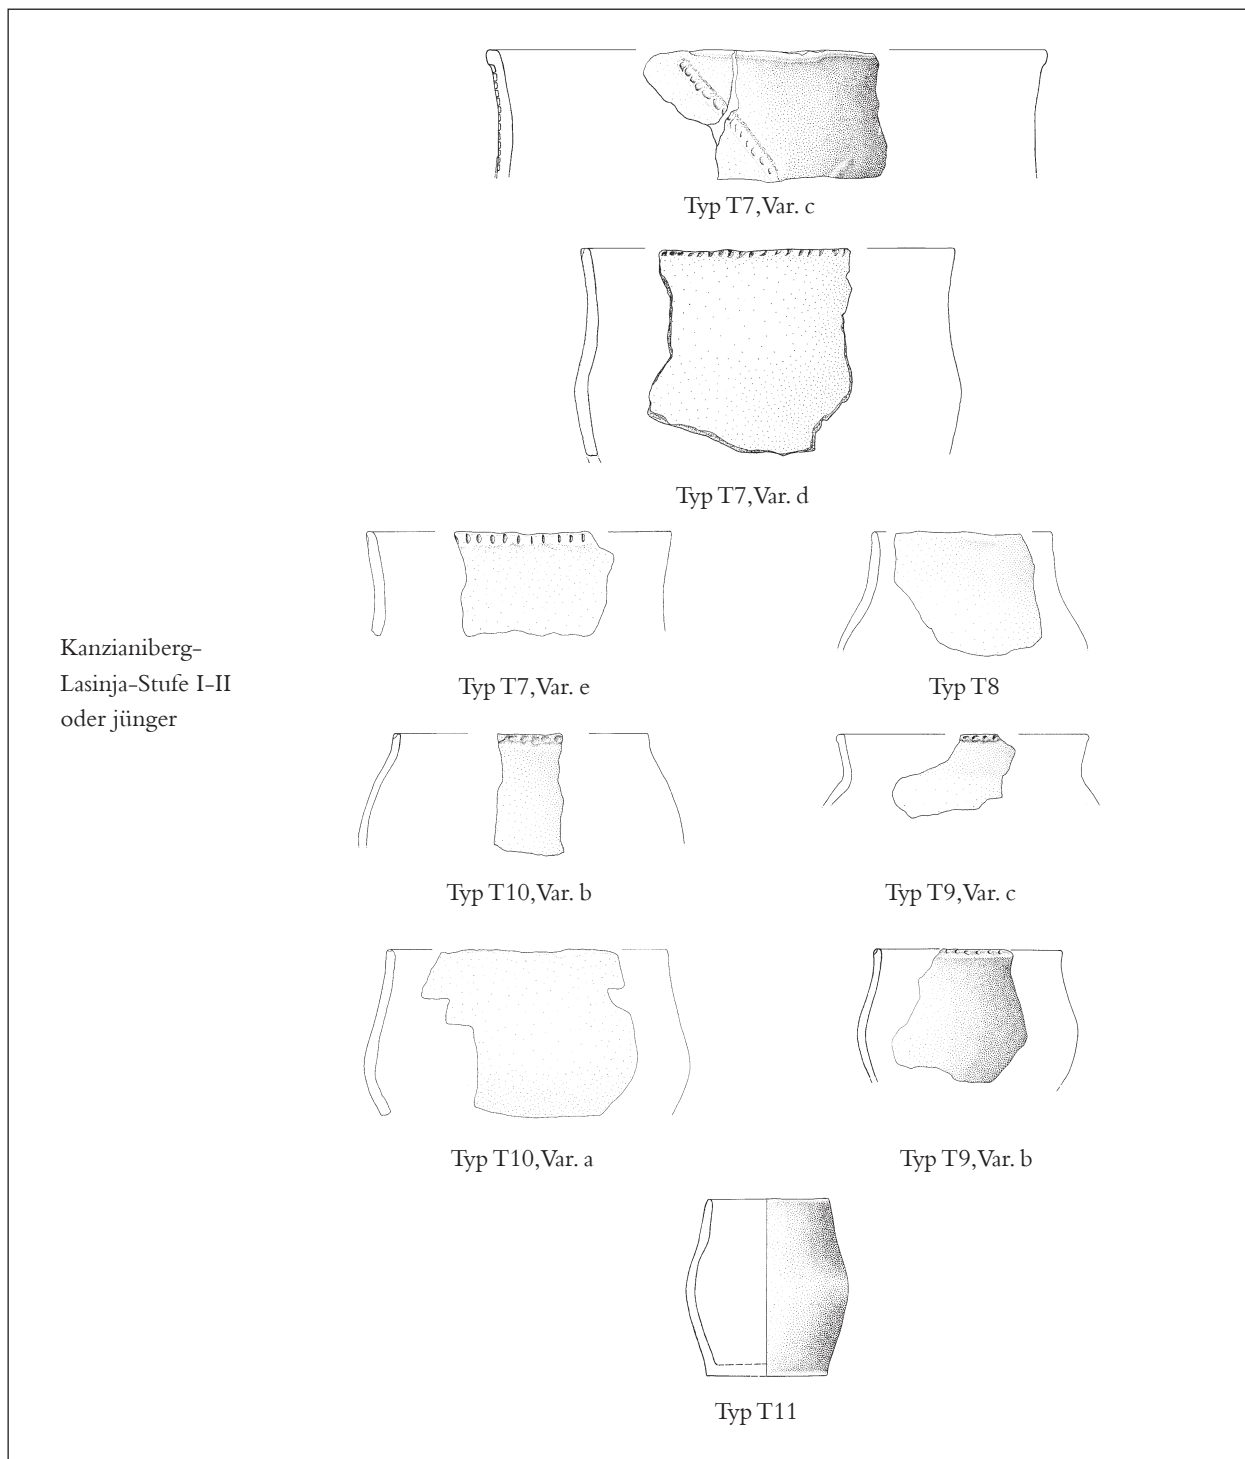 Typ T7,Var. c
Typ T7,Var. d
Typ T7,Var. e
Typ T8
Kanzianiberg-
Lasinja-Stufe I-II
oder jünger
Typ T10,Var. b
Typ T9,Var. c
Typ T10,Var. a
Typ T9,Var. b
Typ T11